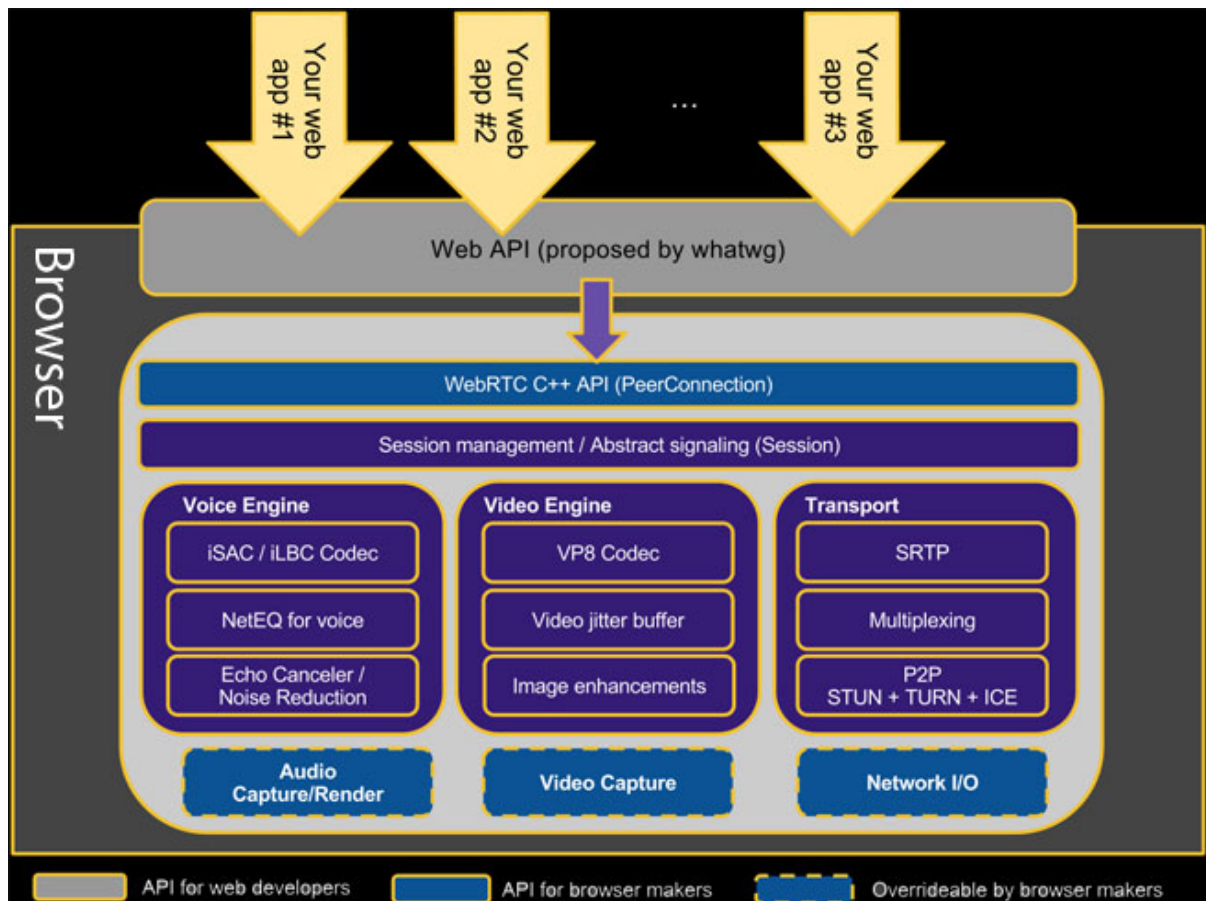 Your web
app #1
Your web
app #2
...
Your web
app #3
Browser
Web API (proposed by whatwg)
WebRTC C++ API (PeerConnection)
Session management / Abstract signaling (Session)
Voice Engine
iSAC / iLBC Codec
NetEQ for voice
Echo Canceler /
Noise Reduction
Video Engine
VP8 Codec
Video jitter buffer
Image enhancements
Transport
SRTP
Multiplexing
P2P
STUN + TURN + ICE
Audio
Capture/Render
Video Capture
Network I/O
API for web developers
API for browser makers
Overrideable by browser makers